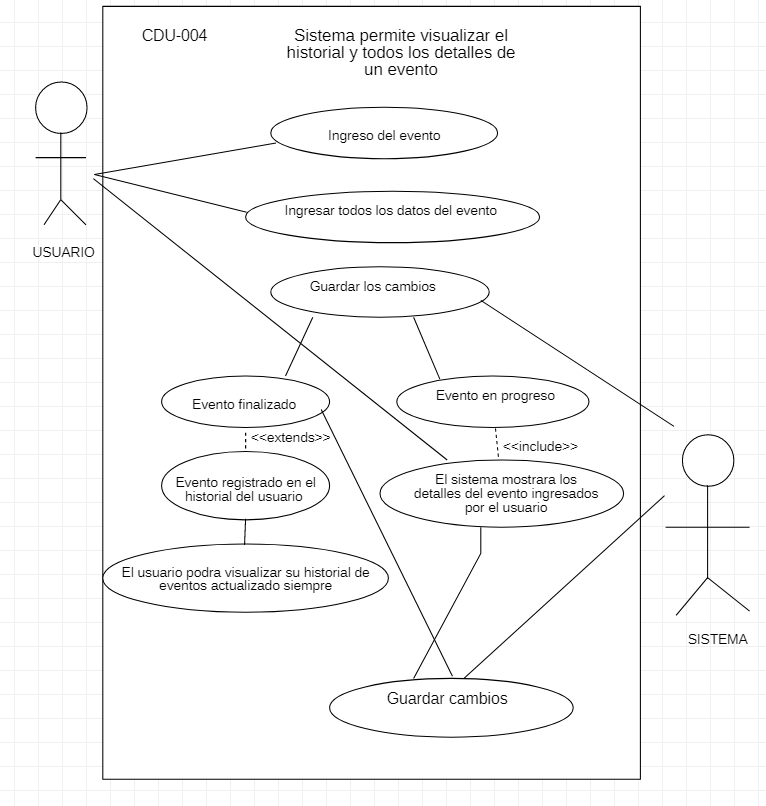 CDU-004
Sistema permite visualizar el
historial y todos los detalles de
un evento
Ingreso del evento
Ingresar todos los datos del evento
USUARIO
Guardar los cambios
Evento finalizado
Evento en progreso
<<extends>>
<<include>>
Evento registrado en el
historial del usuario
El sistema mostrara los
detalles del evento ingresados
por el usuario
El usuario podra visualizar su historial de
eventos actualizado siempre
SISTEMA
Guardar cambios